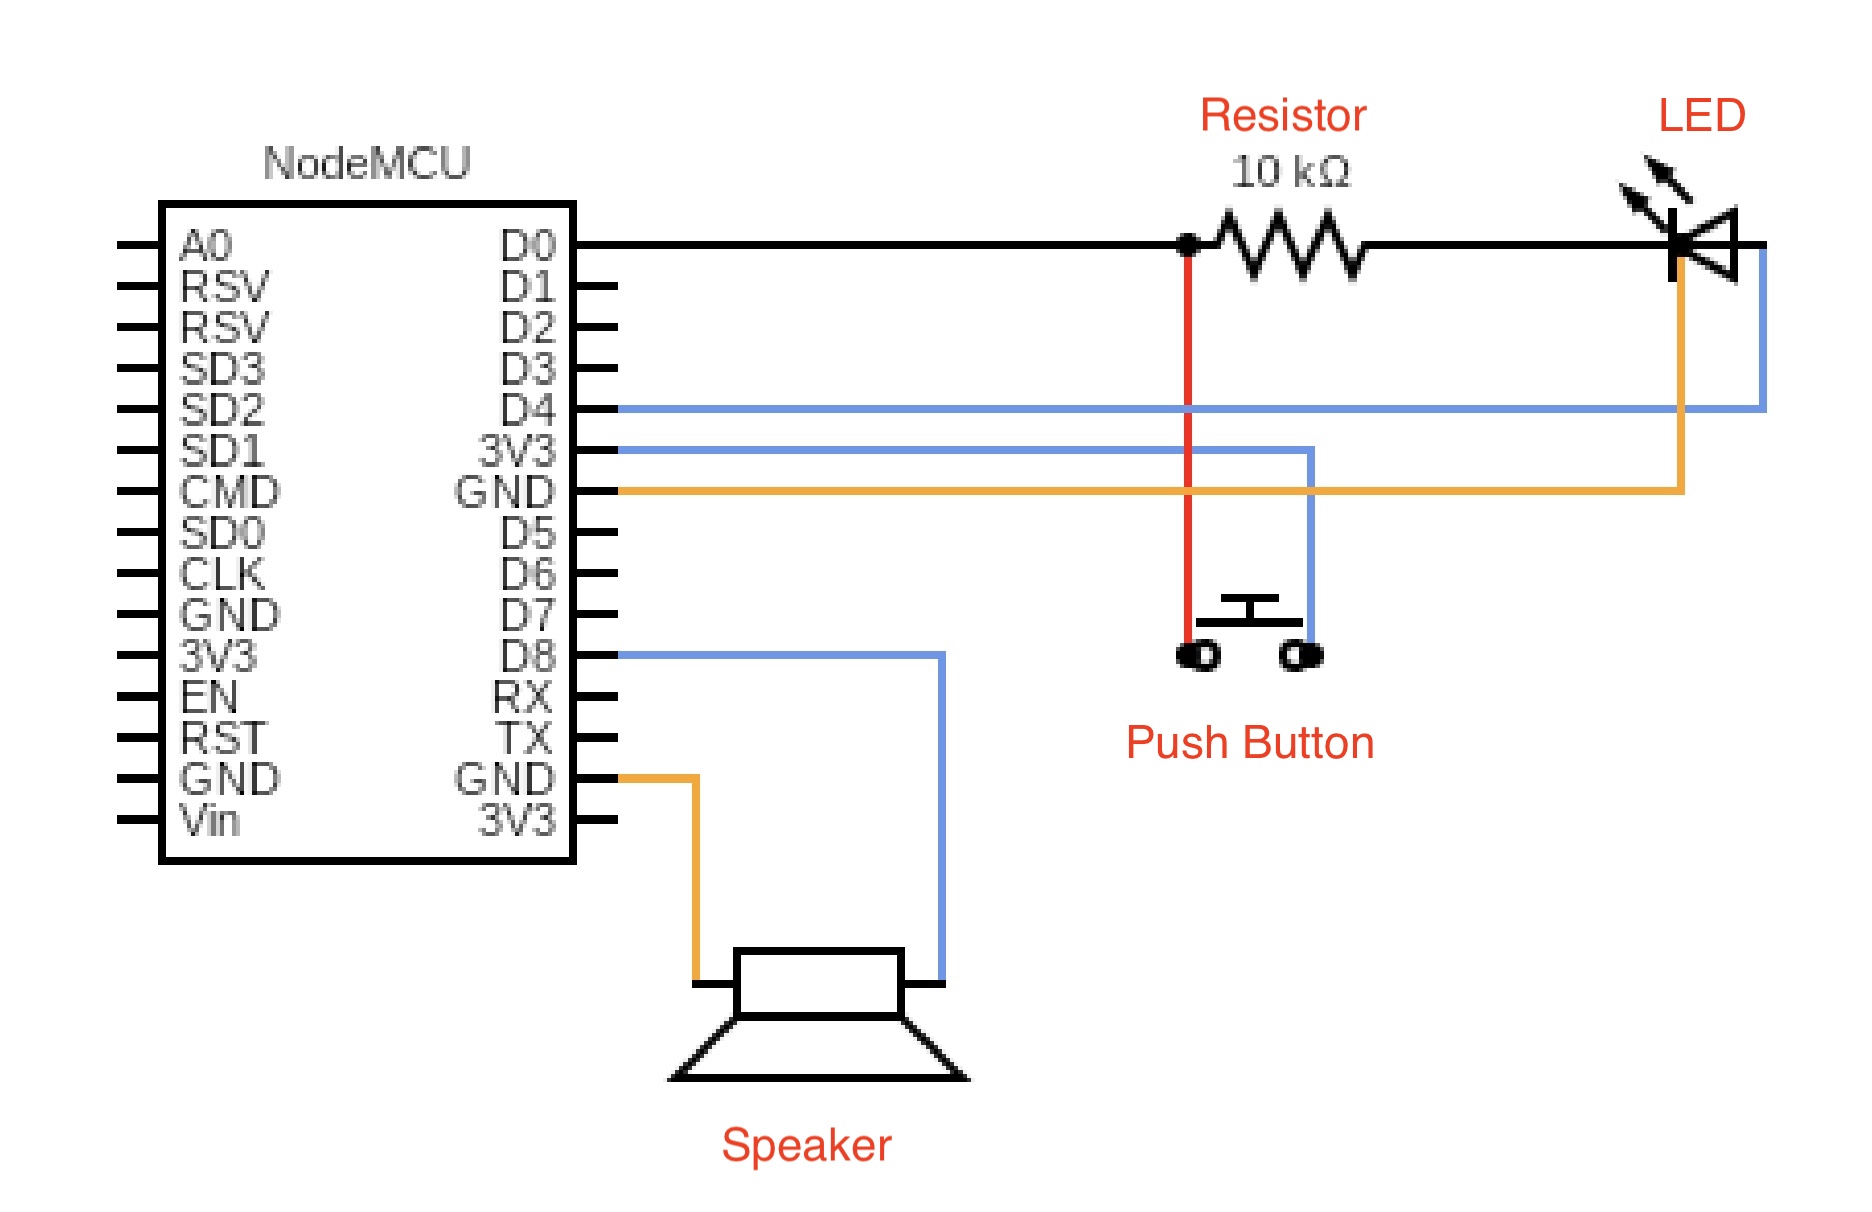 Resistor
LED
10 kΩ
NodeMCU
A0 D0
RSV D1
RSV D2
SD3 D3
SD2 D4
SD1 3V3
CMD GND
SD0 D5
CLK D6
GND D7
3V3 D8
EN RX
RST TX
GND GND
Vin 3V3
Push Button
Speaker